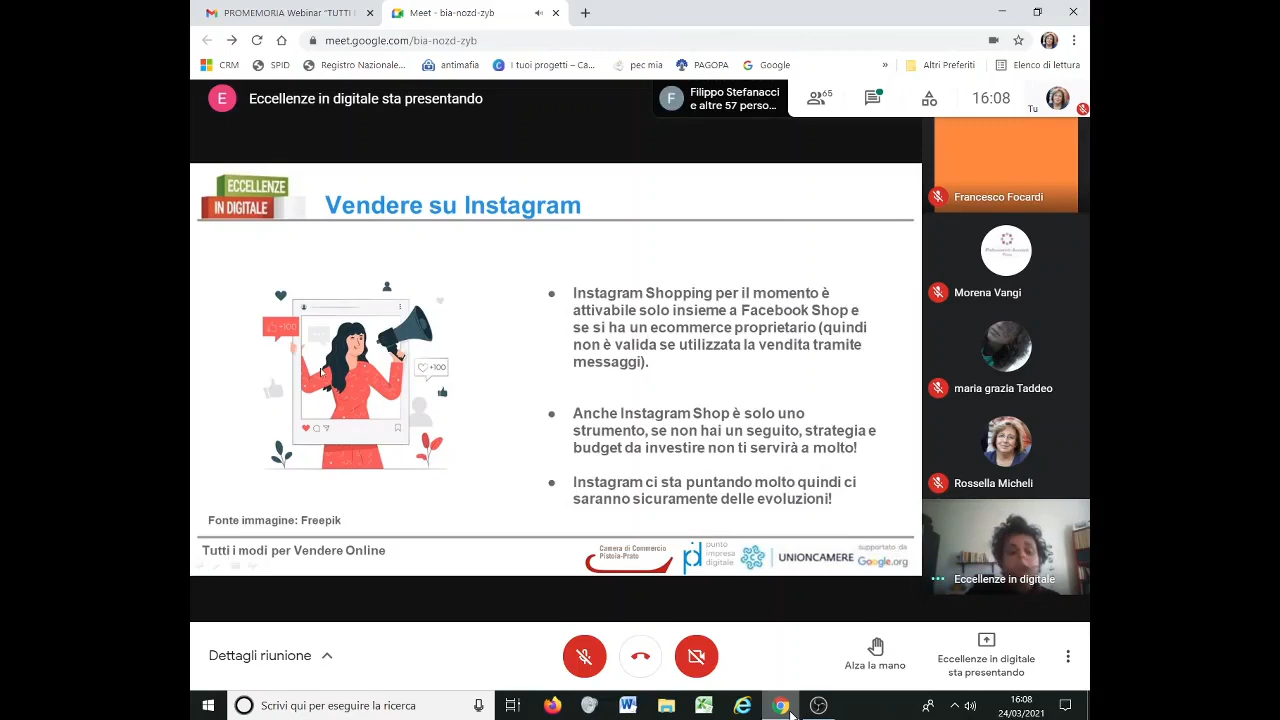 PROMEMORIA Webinar "TUTTI I
Meet - bia-nozd-zyb
meet.google.com/bia-nozd-zyb
CRM
SPID
Registro Nazionale...
antimafia
I tuoi progetti – Ca...
pec mia
PAGOPA
Google
»
Altri Preferiti
Elenco di lettura
E
Eccellenze in digitale sta presentando
F
Filippo Stefanacci
e altre 57 perso...
65
16:08
Tu
ECCELLENZE
IN DIGITALE
Vendere su Instagram
Francesco Focardi
Morena Vangi
maria grazia Taddeo
Rossella Micheli
Eccellenze in digitale
+100
+100
● Instagram Shopping per il momento è
attivabile solo insieme a Facebook Shop e
se si ha un ecommerce proprietario (quindi
non è valida se utilizzata la vendita tramite
messaggi).
● Anche Instagram Shop è solo uno
strumento, se non hai un seguito, strategia e
budget da investire non ti servirà a molto!
● Instagram ci sta puntando molto quindi ci
saranno sicuramente delle evoluzioni!
Fonte immagine: Freepik
Tutti i modi per Vendere Online
Camera di Commercio
Pistoia-Prato
punto
impresa
digitale
UNIONCAMERE
supportato da
Google.org
Dettagli riunione
Alza la mano
Eccellenze in digitale
sta presentando
Scrivi qui per eseguire la ricerca
16:08
24/03/2021